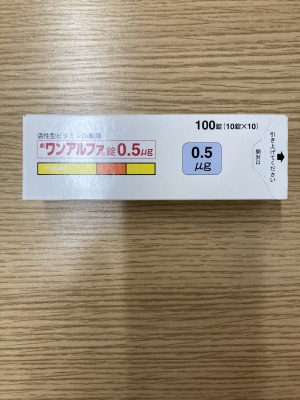 活性型ビタミンD₃製剤
劇 ワンアルファ®錠0.5μg
100錠(10錠×10)
0.5
μg
引き上げてください
開封口